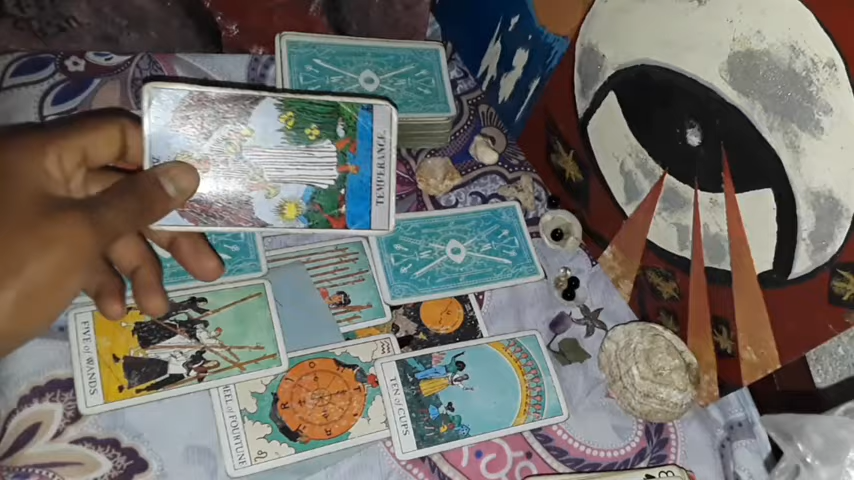 TEMPERANCE.
FIVE of WANDS
WHEEL of FORTUNE
TEN of CUPS.